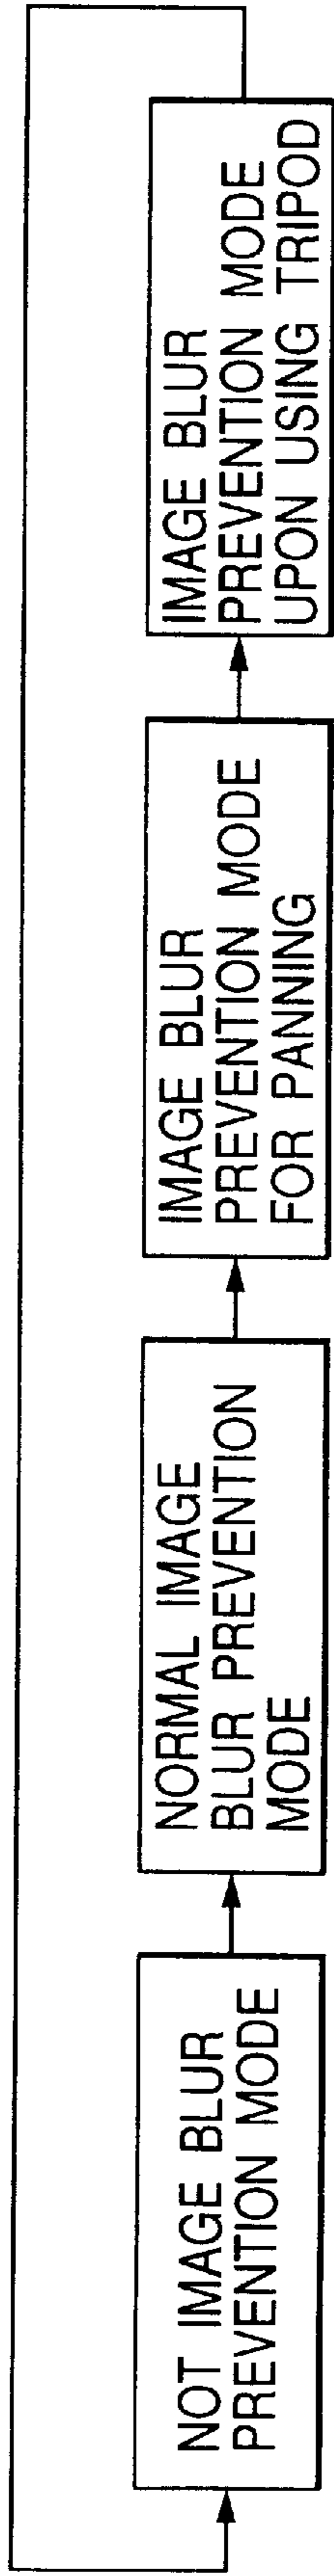 NOT IMAGE BLUR
PREVENTION MODE
NORMAL IMAGE
BLUR PREVENTION
MODE
IMAGE BLUR
PREVENTION MODE
FOR PANNING
IMAGE BLUR
PREVENTION MODE
UPON USING TRIPOD